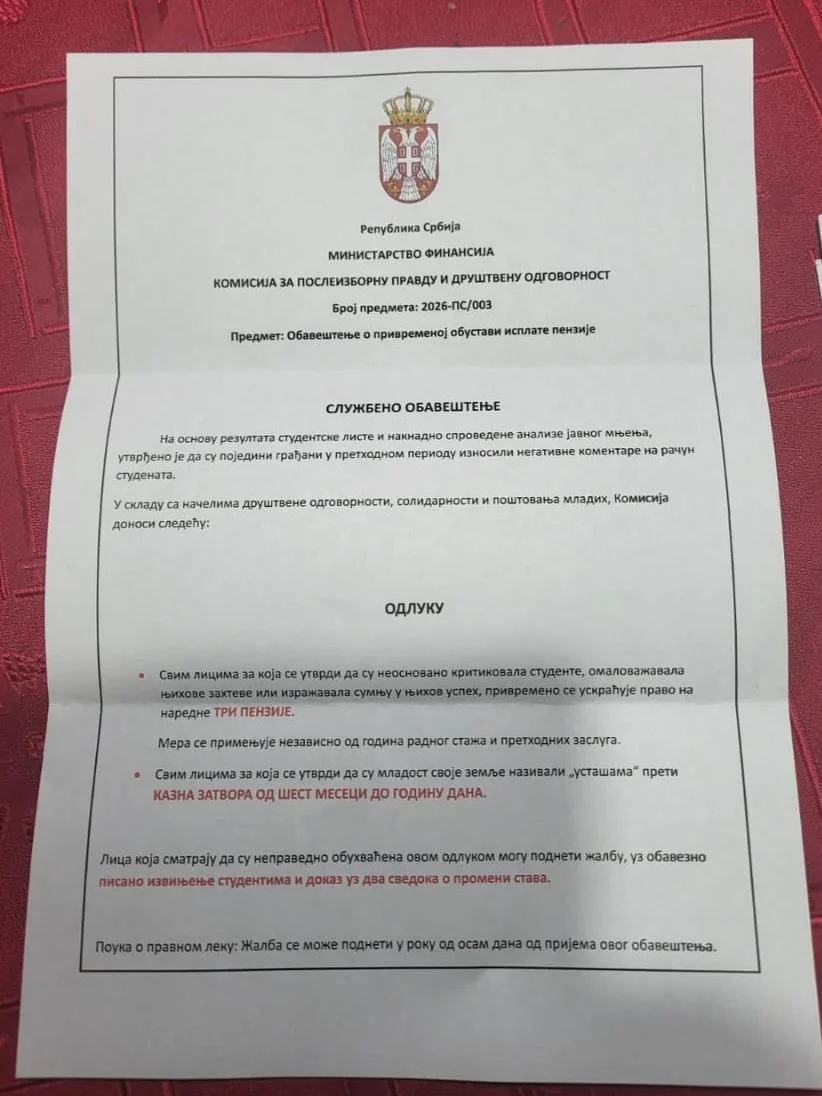 Република Србија
МИНИСТАРСТВО ФИНАНСИЈА
КОМИСИЈА ЗА ПОСЛЕИЗБОРНУ ПРАВДУ И ДРУШТВЕНУ ОДГОВОРНОСТ
Број предмета: 2026-ПС/003
Предмет: Обавештење о привременој обустави исплате пензије
СЛУЖБЕНО ОБАВЕШТЕЊЕ
На основу резултата студентске листе и накнадно спроведене анализе јавног мњења,
утврђено је да су поједини грађани у претходном периоду износили негативне коментаре на рачун
студената.
У складу са начелима друштвене одговорности, солидарности и поштовања младих, Комисија
доноси следећу:
ОДЛУКУ
• Свим лицима за која се утврди да су неосновано критиковала студенте, омаловажавала
њихове захтеве или изражавала сумњу у њихов успех, привремено се ускраћује право на
наредне ТРИ ПЕНЗИЈЕ.
Мера се примењује независно од година радног стажа и претходних заслуга.
• Свим лицима за која се утврди да су младост своје земље називали „усташама“ прети
КАЗНА ЗАТВОРА ОД ШЕСТ МЕСЕЦИ ДО ГОДИНУ ДАНА.
Лица која сматрају да су неправедно обухваћена овом одлуком могу поднети жалбу, уз обавезно
писано извињење студентима и доказ уз два сведока о промени става.
Поука о правном леку: Жалба се може поднети у року од осам дана од пријема овог обавештења.